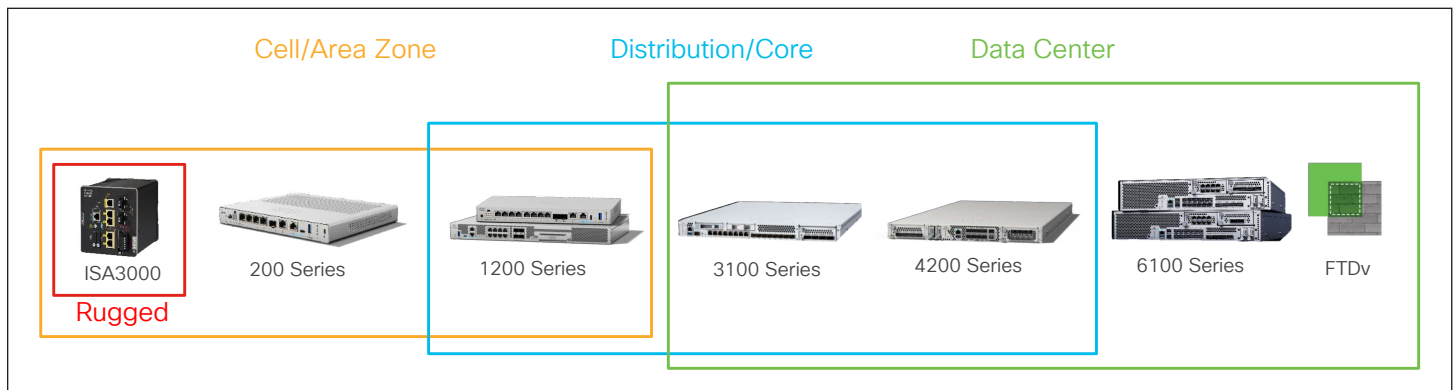 Cell/Area Zone
Distribution/Core
Data Center
ISA3000
200 Series
1200 Series
3100 Series
4200 Series
6100 Series
FTDv
Rugged